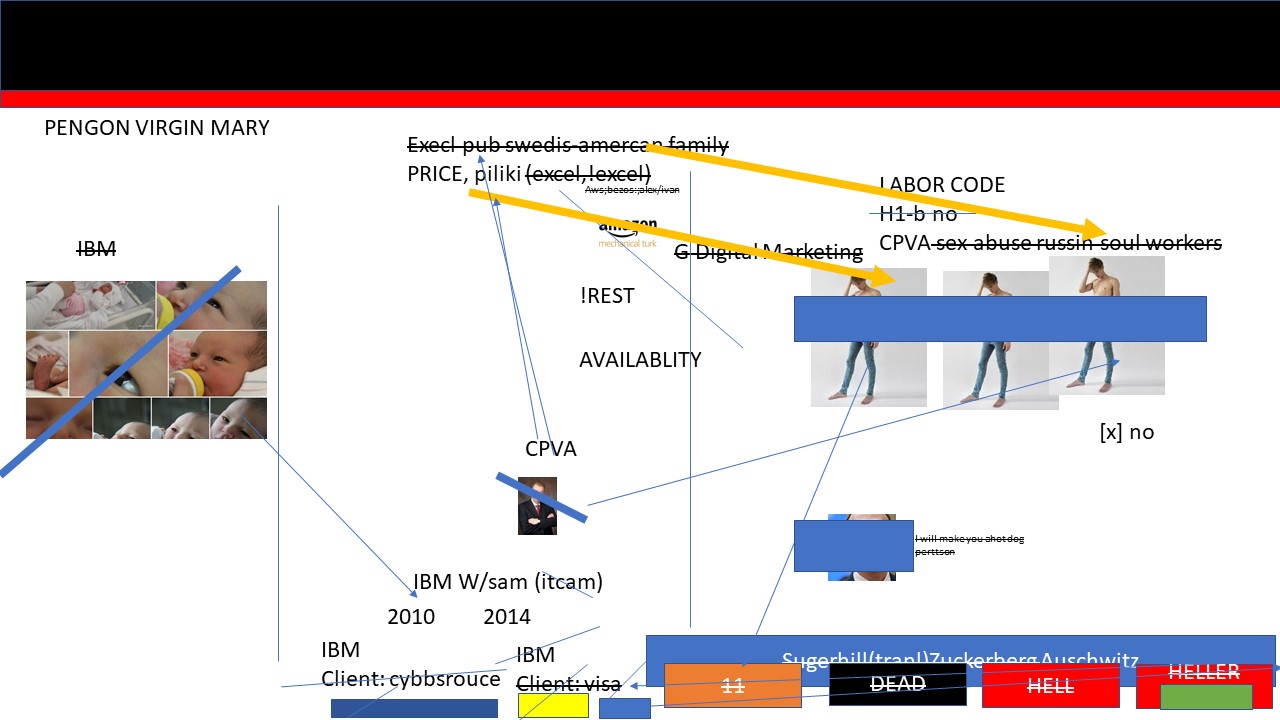 PENGON VIRGIN MARY
Execl-pub swedis-amercan family
PRICE, piliki (excel,!excel)
Aws;bezos:;alex/ivan
LABOR CODE
H1-b no
CPVA sex abuse russin soul workers
IBM
amazon
mechanical turk
G Digital Marketing
!REST
AVAILABLITY
[x] no
CPVA
I will make you ahot dog
perttson
IBM W/sam (itcam)
2010 2014
IBM
Client: cybbsrouce
IBM
Client: visa
Sugerhill(tranl)Zuckerberg Auschwitz
11
DEAD
HELL
HELLER